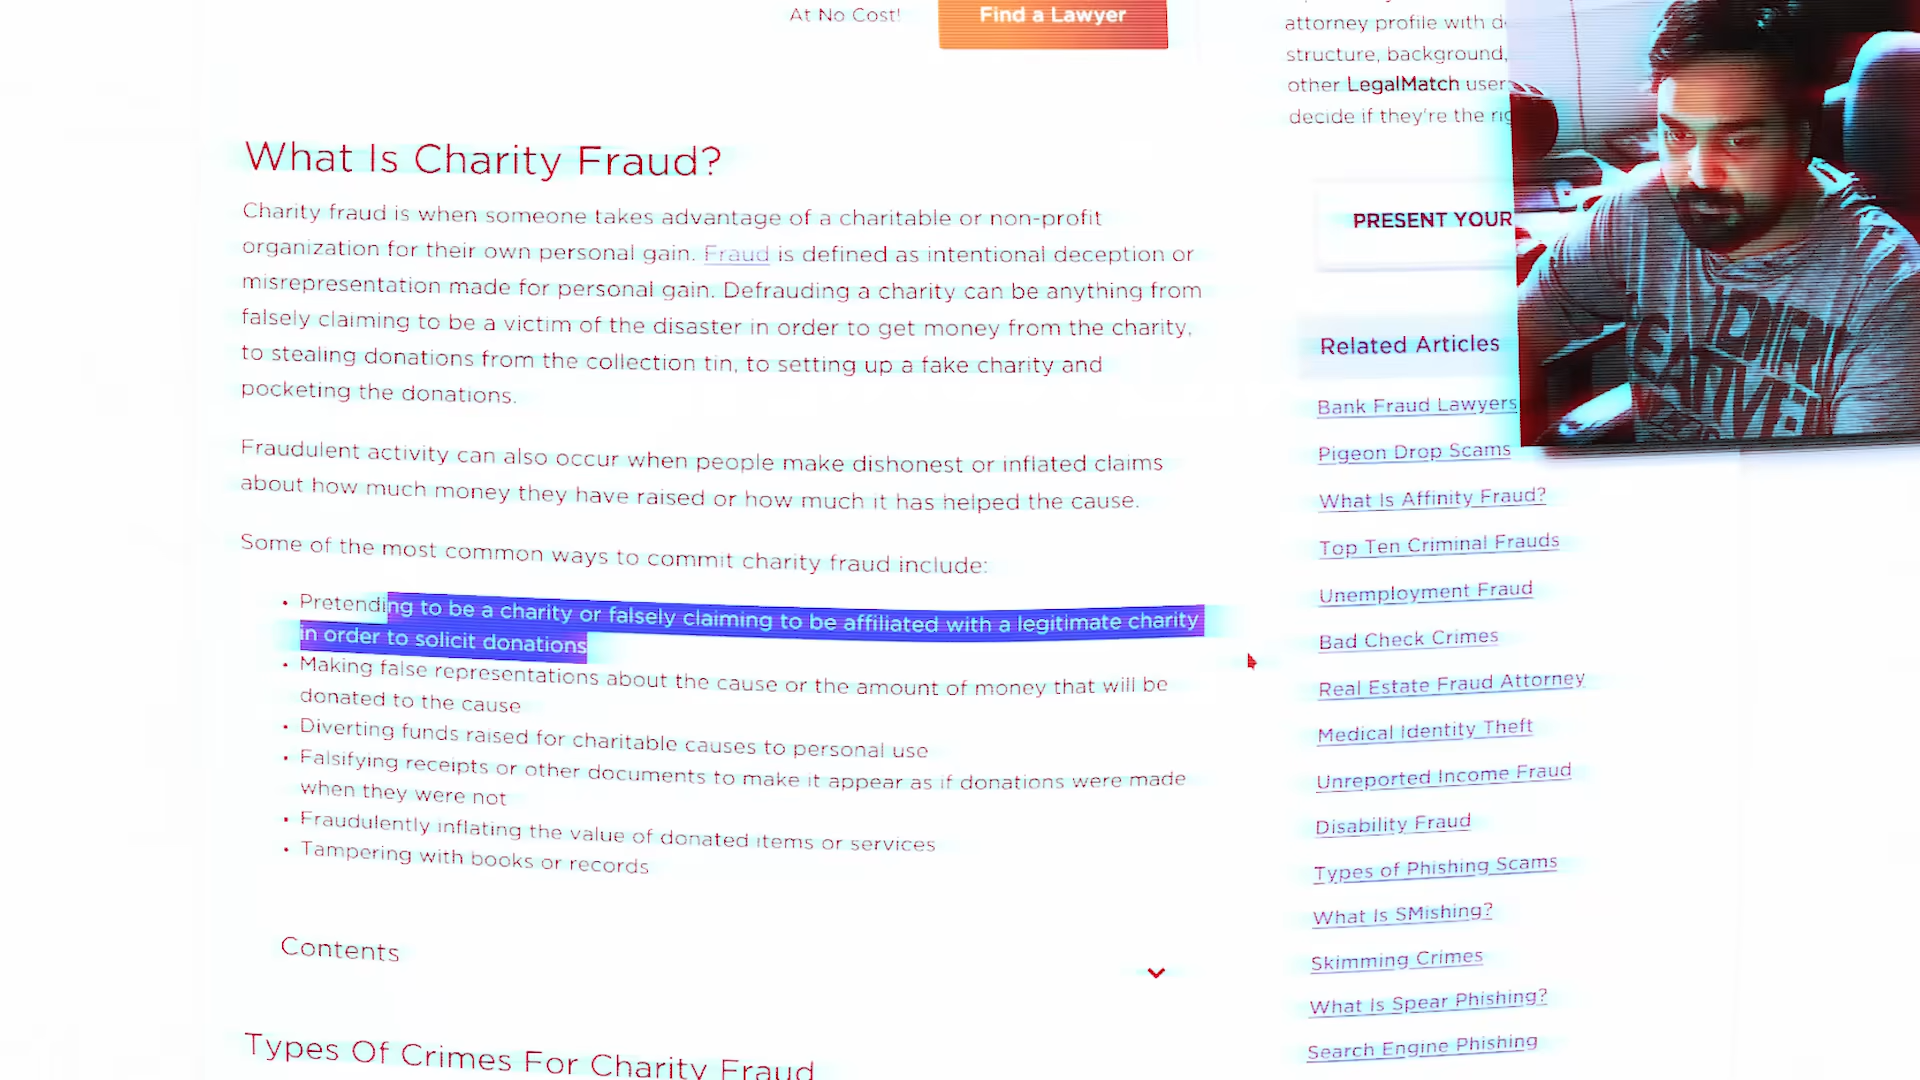 At No Cost!
Find a Lawyer
attorney profile with
structure, background,
other LegalMatch user
decide if they're the
What Is Charity Fraud?
Charity fraud is when someone takes advantage of a charitable or non-profit
organization for their own personal gain. Fraud is defined as intentional deception or
misrepresentation made for personal gain. Defrauding a charity can be anything from
falsely claiming to be a victim of the disaster in order to get money from the charity,
to stealing donations from the collection tin, to setting up a fake charity and
pocketing the donations.
Fraudulent activity can also occur when people make dishonest or inflated claims
about how much money they have raised or how much it has helped the cause.
Some of the most common ways to commit charity fraud include:
• Pretending to be a charity or falsely claiming to be affiliated with a legitimate charity
in order to solicit donations
• Making false representations about the cause or the amount of money that will be
donated to the cause
• Diverting funds raised for charitable causes to personal use
• Falsifying receipts or other documents to make it appear as if donations were made
when they were not
• Fraudulently inflating the value of donated items or services
• Tampering with books or records
Contents
Types Of Crimes For Charity Fraud
PRESENT YOUR
Related Articles
Bank Fraud Lawyers
Pigeon Drop Scams
What Is Affinity Fraud?
Top Ten Criminal Frauds
Unemployment Fraud
Bad Check Crimes
Real Estate Fraud Attorney
Medical Identity Theft
Unreported Income Fraud
Disability Fraud
Types of Phishing Scams
What Is SMishing?
Skimming Crimes
What Is Spear Phishing?
Search Engine Phishing